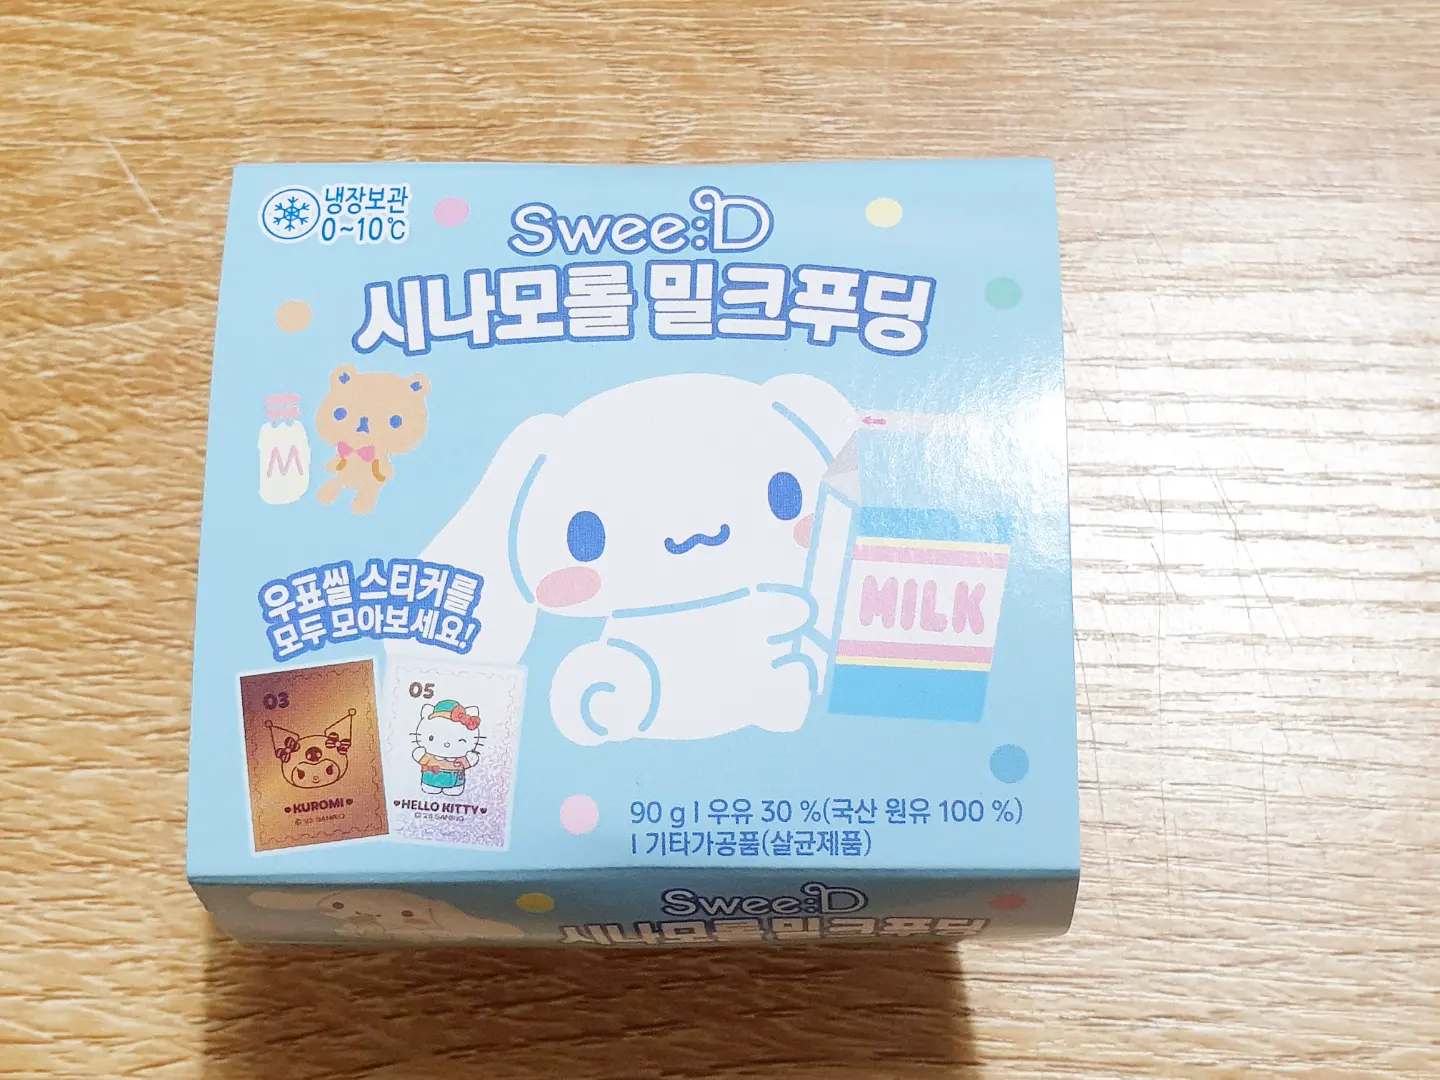 냉장보관
0~10℃
Swee:D
시나모롤 밀크푸딩
M
MILK
우표씰 스티커를
모두 모아보세요!
03
KUROMI
05
HELLO KITTY
90 g I 우유 30 %(국산 원유 100 %)
I 기타가공품(살균제품)
Swee:D
시나모롤 밀크푸딩